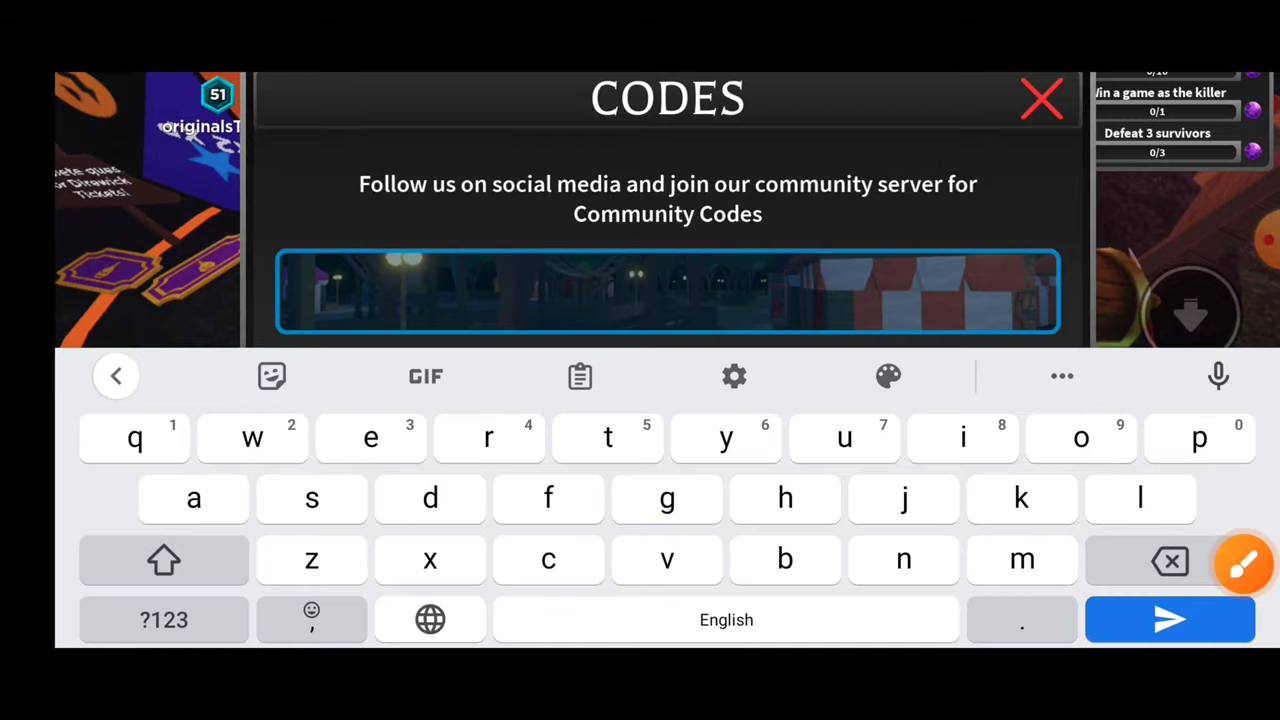 CODES
51
originalsT
Follow us on social media and join our community server for
Community Codes
Win a game as the killer
0/1
Defeat 3 survivors
0/3
Tickets!
GIF
q 1 w 2 e 3 r 4 t 5 y 6 u 7 i 8 o 9 p 0
a s d f g h j k l
z x c v b n m
?123 , English .